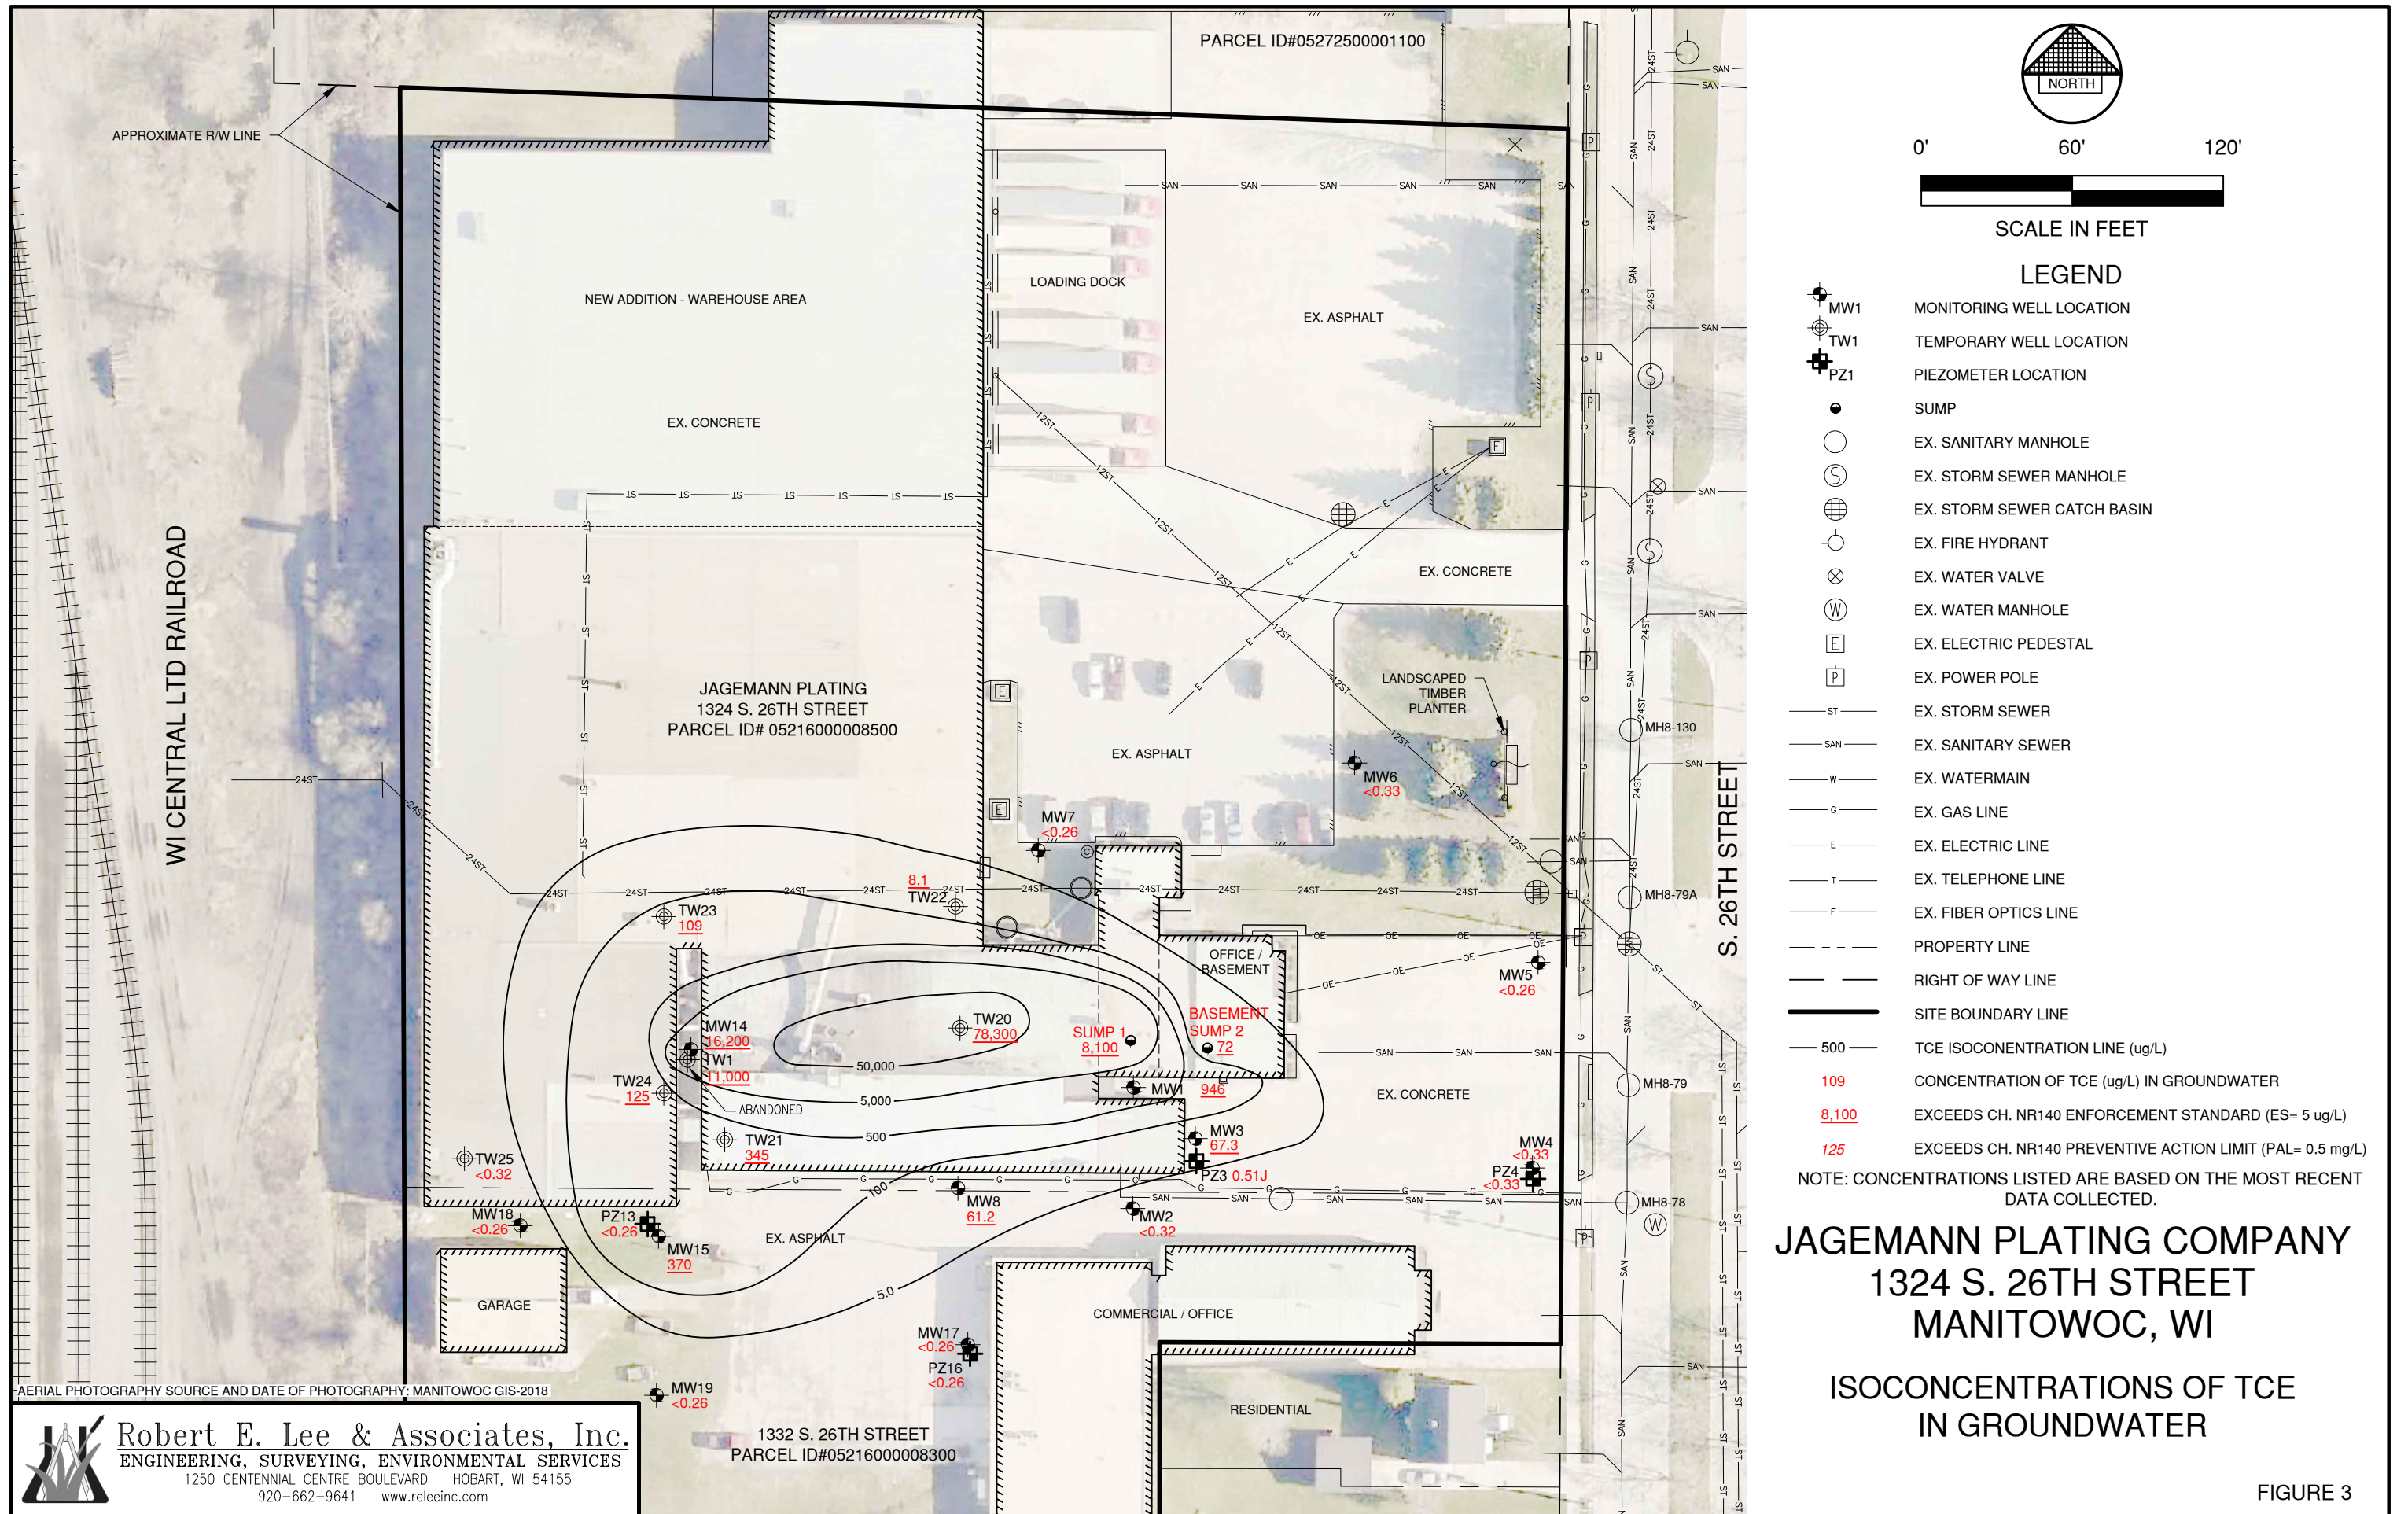 PARCEL ID#05272500001100
APPROXIMATE R/W LINE
NEW ADDITION - WAREHOUSE AREA
LOADING DOCK
EX. ASPHALT
EX. CONCRETE
EX. CONCRETE
WI CENTRAL LTD RAILROAD
JAGEMANN PLATING
1324 S. 26TH STREET
PARCEL ID# 05216000008500
EX. ASPHALT
LANDSCAPED
TIMBER
PLANTER
MW6
<0.33
MW7
<0.26
8.1
TW22
TW23
109
OFFICE /
BASEMENT
MW5
<0.26
MW14
16,200
TW1
11,000
TW20
78,300
SUMP 1
8,100
BASEMENT
SUMP 2
72
TW24
125
ABANDONED
50,000
5,000
500
100
5.0
MW1
946
EX. CONCRETE
TW21
345
MW3
67.3
PZ3 0.51J
MW4
<0.33
PZ4
<0.33
TW25
<0.32
MW18
<0.26
PZ13
<0.26
MW15
370
MW8
61.2
MW2
<0.32
EX. ASPHALT
GARAGE
COMMERCIAL / OFFICE
MW17
<0.26
PZ16
<0.26
MW19
<0.26
RESIDENTIAL
1332 S. 26TH STREET
PARCEL ID#05216000008300
MH8-130
MH8-79A
MH8-79
MH8-78
S. 26TH STREET
AERIAL PHOTOGRAPHY SOURCE AND DATE OF PHOTOGRAPHY: MANITOWOC GIS-2018
Robert E. Lee & Associates, Inc.
ENGINEERING, SURVEYING, ENVIRONMENTAL SERVICES
1250 CENTENNIAL CENTRE BOULEVARD HOBART, WI 54155
920-662-9641 www.releeinc.com
NORTH
0' 60' 120'
SCALE IN FEET
LEGEND
MW1 MONITORING WELL LOCATION
TW1 TEMPORARY WELL LOCATION
PZ1 PIEZOMETER LOCATION
SUMP
EX. SANITARY MANHOLE
S EX. STORM SEWER MANHOLE
EX. STORM SEWER CATCH BASIN
EX. FIRE HYDRANT
EX. WATER VALVE
W EX. WATER MANHOLE
E EX. ELECTRIC PEDESTAL
P EX. POWER POLE
ST EX. STORM SEWER
SAN EX. SANITARY SEWER
W EX. WATERMAIN
G EX. GAS LINE
E EX. ELECTRIC LINE
T EX. TELEPHONE LINE
F EX. FIBER OPTICS LINE
PROPERTY LINE
RIGHT OF WAY LINE
SITE BOUNDARY LINE
500 TCE ISOCONENTRATION LINE (ug/L)
109 CONCENTRATION OF TCE (ug/L) IN GROUNDWATER
8,100 EXCEEDS CH. NR140 ENFORCEMENT STANDARD (ES= 5 ug/L)
125 EXCEEDS CH. NR140 PREVENTIVE ACTION LIMIT (PAL= 0.5 mg/L)
NOTE: CONCENTRATIONS LISTED ARE BASED ON THE MOST RECENT
DATA COLLECTED.
JAGEMANN PLATING COMPANY
1324 S. 26TH STREET
MANITOWOC, WI
ISOCONCENTRATIONS OF TCE
IN GROUNDWATER
FIGURE 3